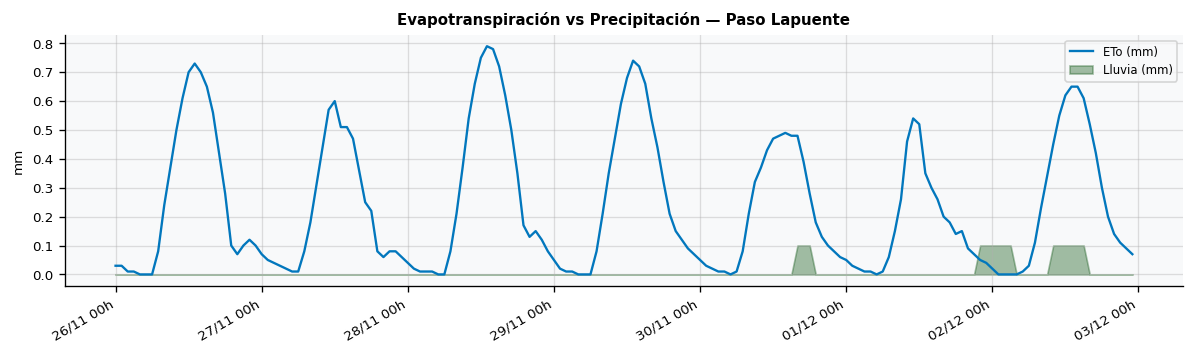 Evapotranspiración vs Precipitación — Paso Lapuente
ETo (mm)
Lluvia (mm)
mm
0.8
0.7
0.6
0.5
0.4
0.3
0.2
0.1
0.0
26/11 00h
27/11 00h
28/11 00h
29/11 00h
30/11 00h
01/12 00h
02/12 00h
03/12 00h